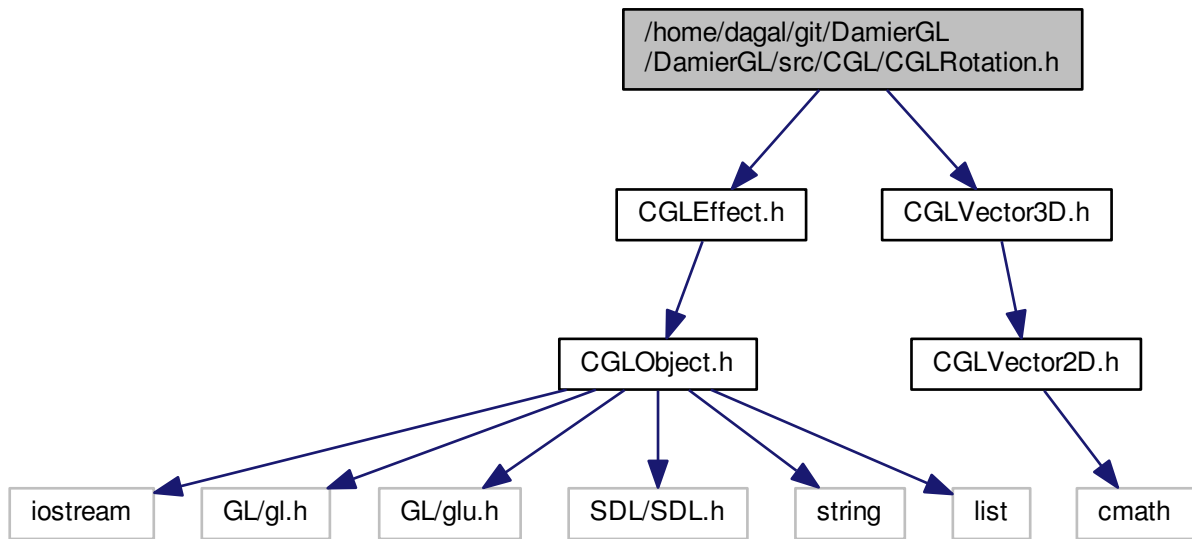 /home/dagal/git/DamierGL
/DamierGL/src/CGL/CGLRotation.h
CGLEffect.h
CGLVector3D.h
CGLObject.h
CGLVector2D.h
iostream
GL/gl.h
GL/glu.h
SDL/SDL.h
string
list
cmath